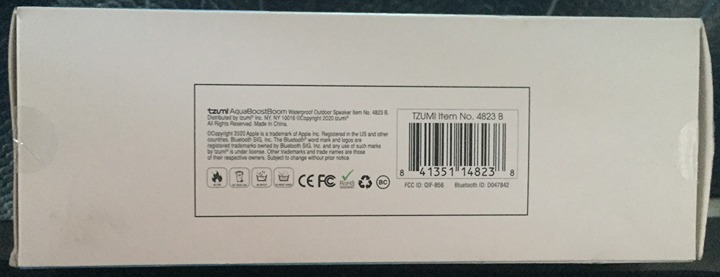 tzumi AquaBoostBoom Waterproof Outdoor Speaker Item No. 4823 B.
Distributed by tzumi® Inc. NY, NY 10016 ©Copyright 2020 tzumi®
All Rights Reserved. Made in China.
©Copyright 2020 Apple is a trademark of Apple Inc. Registered in the US and other
countries. Bluetooth SIG, Inc. The Bluetooth® word mark and logos are
registered trademarks owned by Bluetooth SIG, Inc. and any use of such marks
by tzumi® is under license. Other trademarks and trade names are those
of their respective owners. Subject to change without prior notice.
CE FC RoHS BC
TZUMI Item No. 4823 B
8 41351 14823 8
FCC ID: QIF-B56 Bluetooth ID: D047842